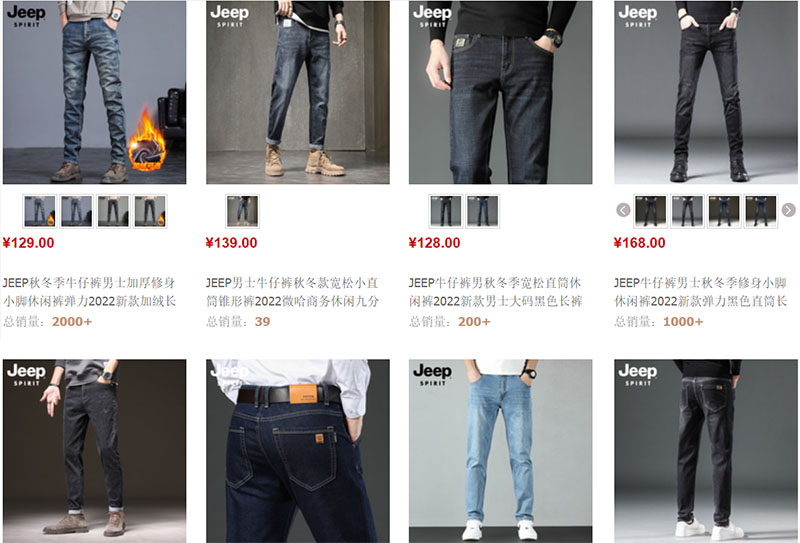 Jeep
SPIRIT
Jeep
SPIRIT
Jeep
SPIRIT
Jeep
SPIRIT
¥129.00
¥139.00
¥128.00
¥168.00
JEEP秋冬季牛仔裤男士加厚修身
小脚休闲裤弹力2022新款加绒长
总销量：2000+
JEEP男士牛仔裤秋冬款宽松小直
筒锥形裤2022微哈商务休闲九分
总销量：39
JEEP牛仔裤男秋冬季宽松直筒休
闲裤2022新款男士大码黑色长裤
总销量：200+
JEEP牛仔裤男士秋冬季修身小脚
休闲裤2022新款弹力黑色直筒长
总销量：1000+
Jeep
SPIRIT
Jeep
SPIRIT
Jeep
SPIRIT
Jeep
SPIRIT